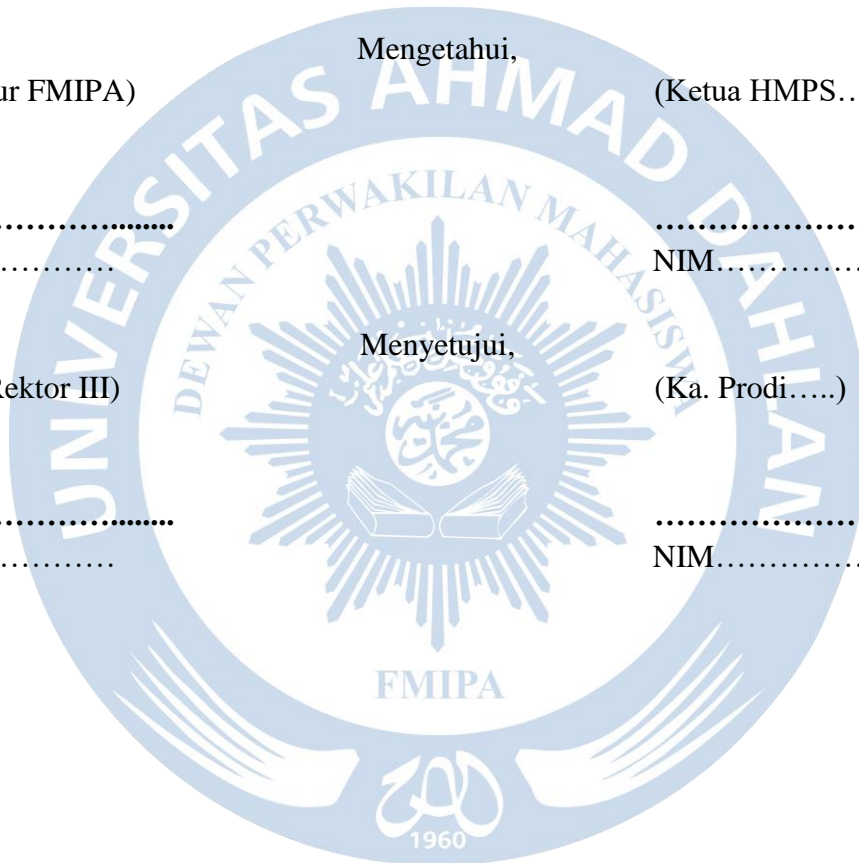 Mengetahui,
ur FMIPA) (Ketua HMPS…
…………........ …………………
………… NIM……………
Menyetujui,
Rektor III) (Ka. Prodi…..)
…………........ …………………
………… NIM……………
UNIVERSITAS AHMAD DAHLAN
DEWAN PERWAKILAN MAHASISWA
FMIPA
1960